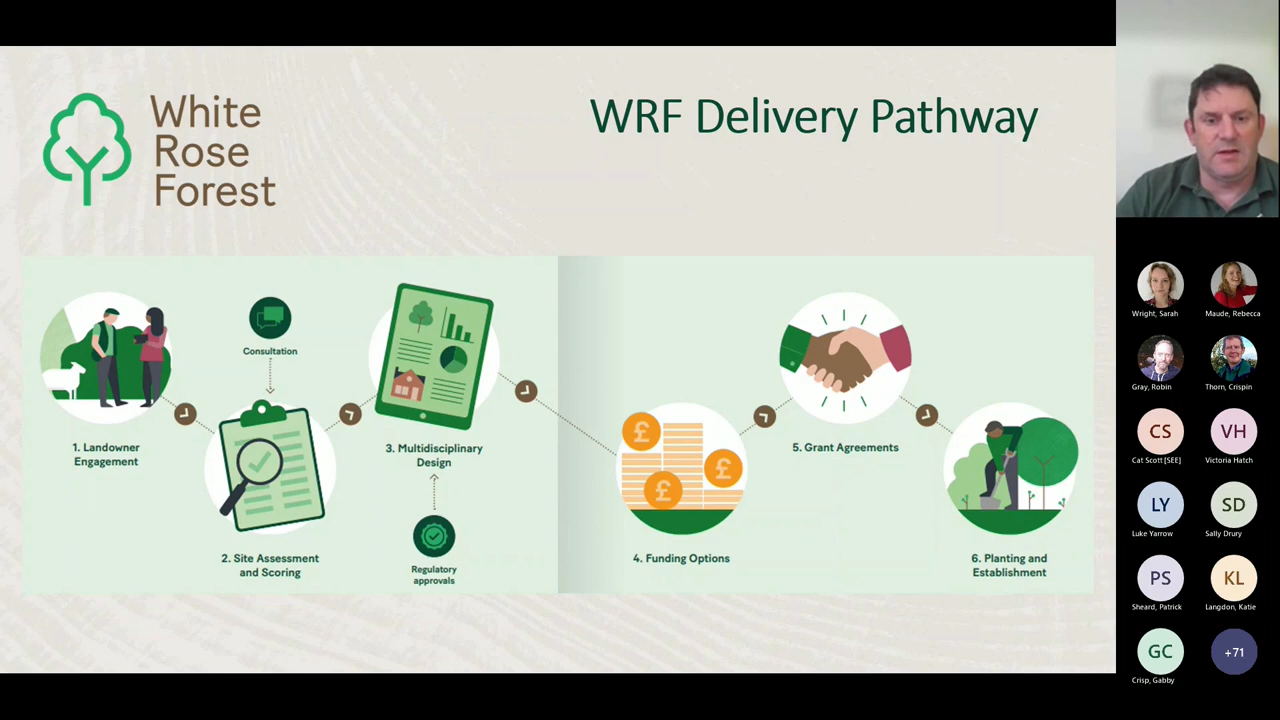 White
Rose
Forest
WRF Delivery Pathway
Consultation
1. Landowner
Engagement
3. Multidisciplinary
Design
2. Site Assessment
and Scoring
Regulatory
approvals
£
£
£
4. Funding Options
5. Grant Agreements
6. Planting and
Establishment
Wright, Sarah
Maude, Rebecca
Gray, Robin
Thorn, Crispin
CS
VH
Cat Scott [SEE]
Victoria Hatch
LY
SD
Luke Yarrow
Sally Drury
PS
KL
Sheard, Patrick
Langdon, Katie
GC
+71
Crisp, Gabby